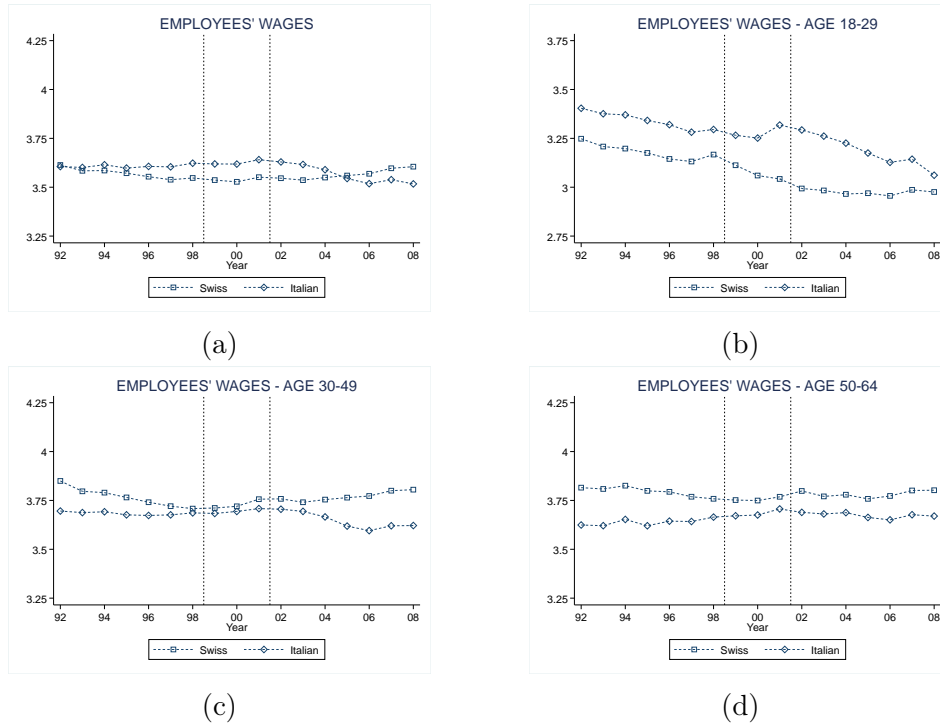 EMPLOYEES' WAGES
4.25
4
3.75
3.5
3.25
92 94 96 98 00 02 04 06 08
Year
Swiss Italian
(a)
EMPLOYEES' WAGES - AGE 18-29
3.75
3.5
3.25
3
2.75
92 94 96 98 00 02 04 06 08
Year
Swiss Italian
(b)
EMPLOYEES' WAGES - AGE 30-49
4.25
4
3.75
3.5
3.25
92 94 96 98 00 02 04 06 08
Year
Swiss Italian
(c)
EMPLOYEES' WAGES - AGE 50-64
4.25
4
3.75
3.5
3.25
92 94 96 98 00 02 04 06 08
Year
Swiss Italian
(d)